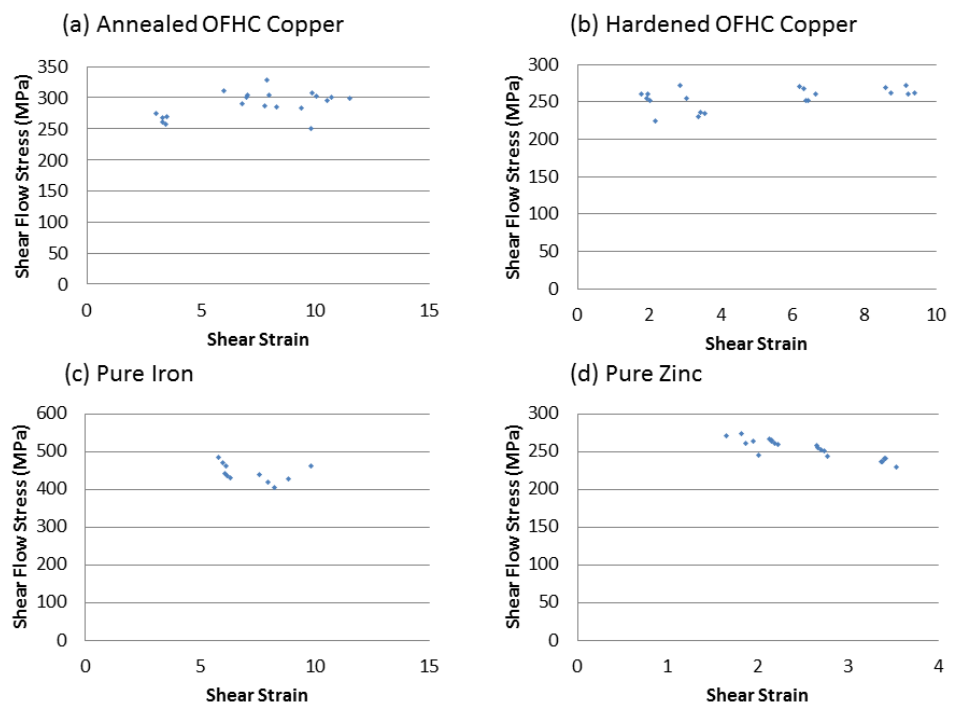 (a) Annealed OFHC Copper
Shear Flow Stress (MPa)
350
300
250
200
150
100
50
0
0 5 10 15
Shear Strain
(b) Hardened OFHC Copper
Shear Flow Stress (MPa)
300
250
200
150
100
50
0
0 2 4 6 8 10
Shear Strain
(c) Pure Iron
Shear Flow Stress (MPa)
600
500
400
300
200
100
0
0 5 10 15
Shear Strain
(d) Pure Zinc
Shear Flow Stress (MPa)
300
250
200
150
100
50
0
0 1 2 3 4
Shear Strain